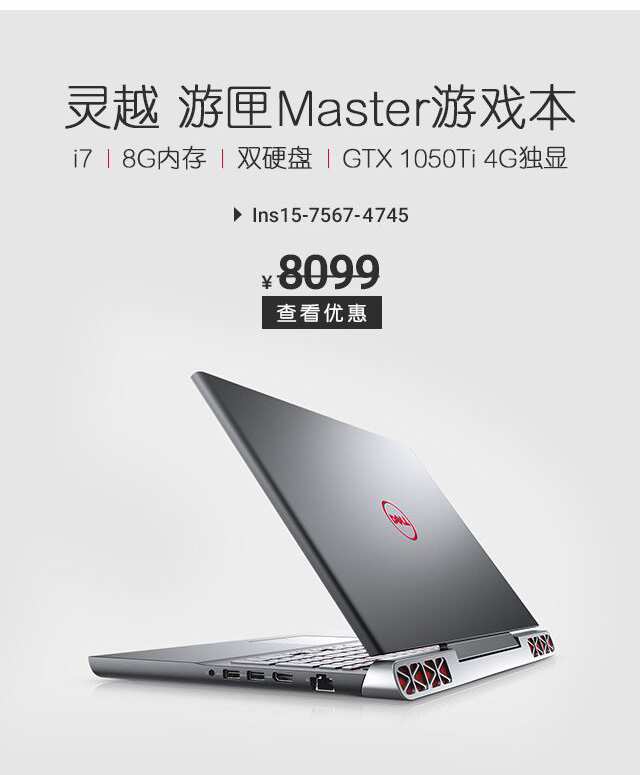 灵越 游匣Master游戏本
i7 | 8G内存 | 双硬盘 | GTX 1050Ti 4G独显
Ins15-7567-4745
¥8099
查看优惠
DELL